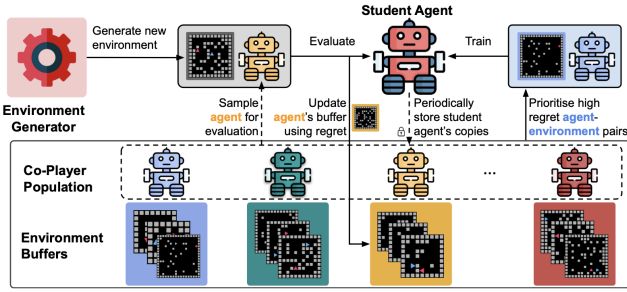 Student Agent
Generate new
environment
Evaluate
Train
Environment
Generator
Sample
agent for
evaluation
Update
agent's buffer
using regret
Periodically
store student
agent's copies
Prioritise high
regret agent-
environment pairs
Co-Player
Population
...
Environment
Buffers